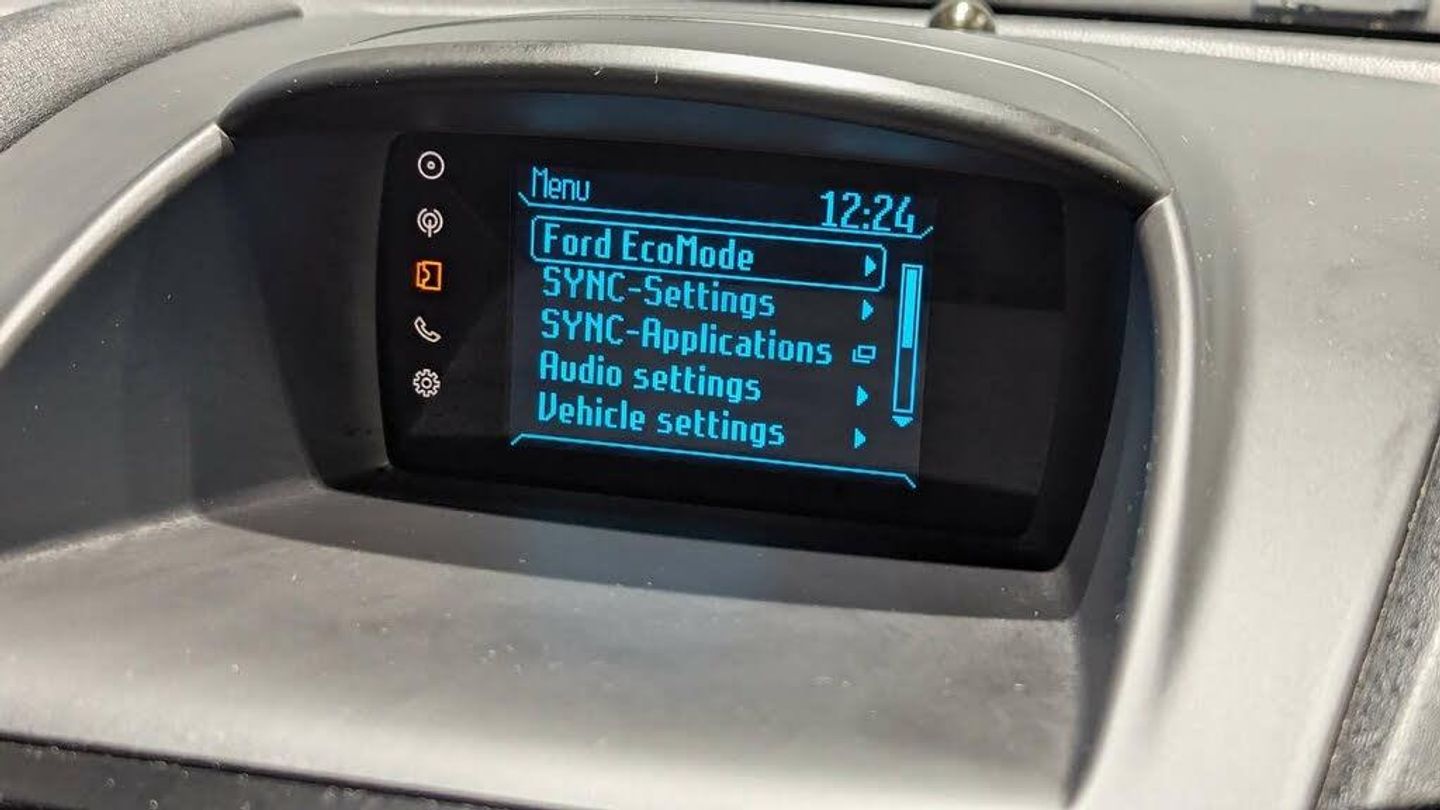 Menu
12:24
Ford EcoMode
SYNC-Settings
SYNC-Applications
Audio settings
Vehicle settings